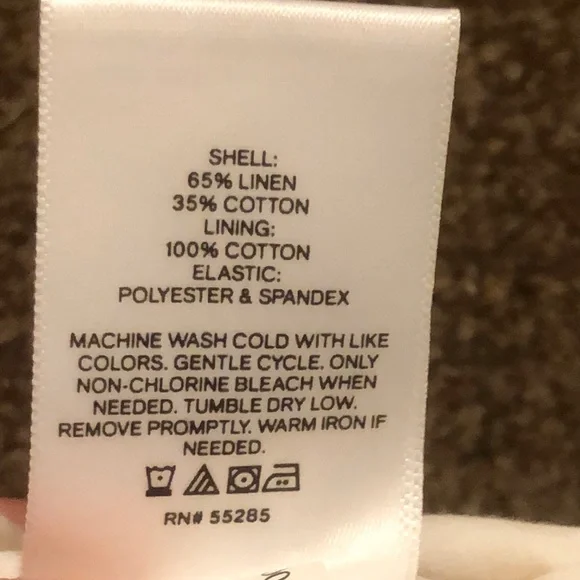 SHELL:
65% LINEN
35% COTTON
LINING:
100% COTTON
ELASTIC:
POLYESTER & SPANDEX
MACHINE WASH COLD WITH LIKE
COLORS. GENTLE CYCLE. ONLY
NON-CHLORINE BLEACH WHEN
NEEDED. TUMBLE DRY LOW.
REMOVE PROMPTLY. WARM IRON IF
NEEDED.
RN# 55285